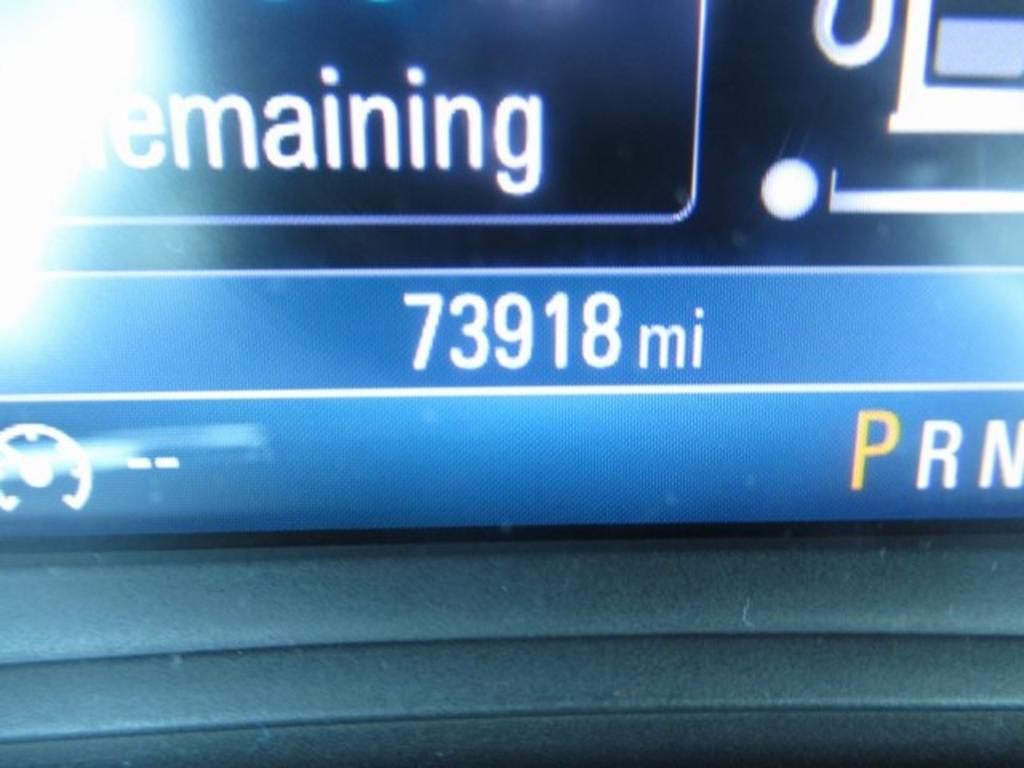 emaining
73918 mi
-- P R N